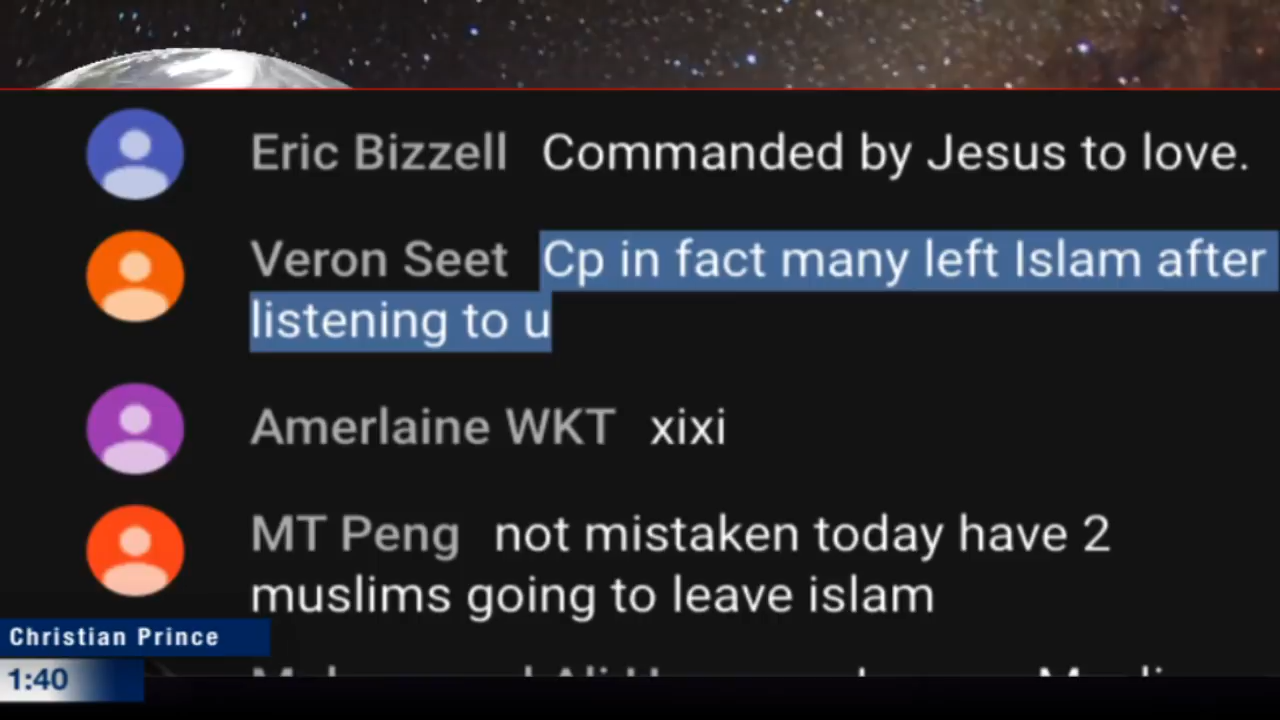 Eric Bizzell Commanded by Jesus to love.
Veron Seet Cp in fact many left Islam after
listening to u
Amerlaine WKT xixi
MT Peng not mistaken today have 2
muslims going to leave islam
Christian Prince
1:40